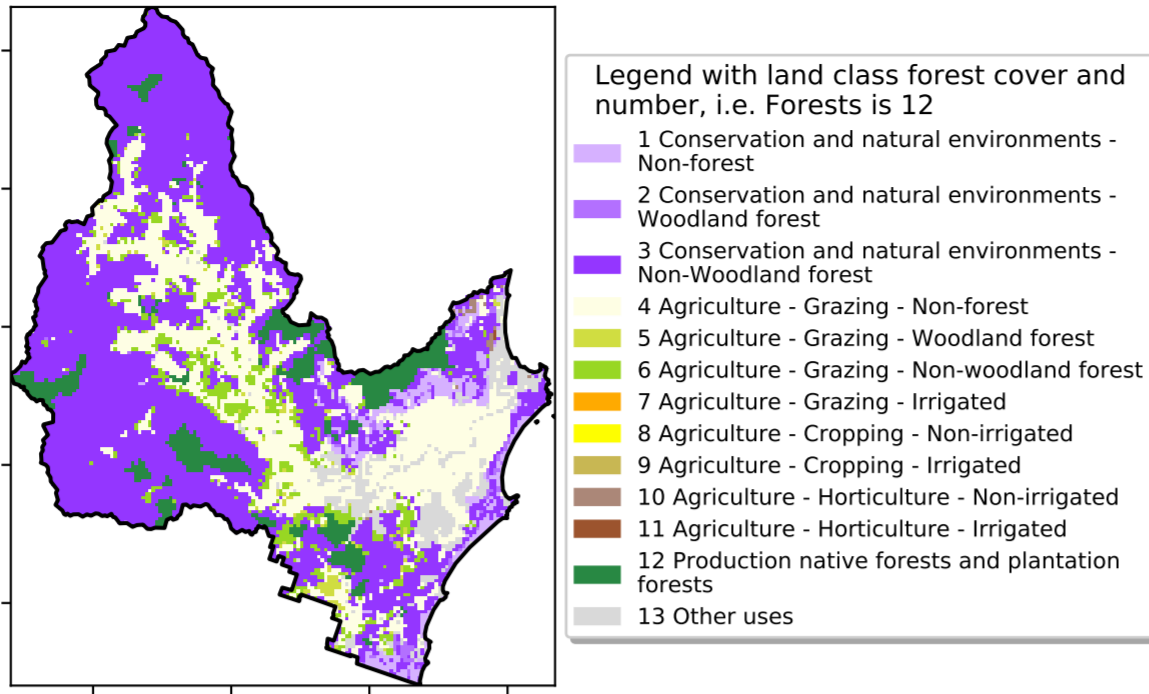 Legend with land class forest cover and
number, i.e. Forests is 12
1 Conservation and natural environments -
Non-forest
2 Conservation and natural environments -
Woodland forest
3 Conservation and natural environments -
Non-Woodland forest
4 Agriculture - Grazing - Non-forest
5 Agriculture - Grazing - Woodland forest
6 Agriculture - Grazing - Non-woodland forest
7 Agriculture - Grazing - Irrigated
8 Agriculture - Cropping - Non-irrigated
9 Agriculture - Cropping - Irrigated
10 Agriculture - Horticulture - Non-irrigated
11 Agriculture - Horticulture - Irrigated
12 Production native forests and plantation
forests
13 Other uses